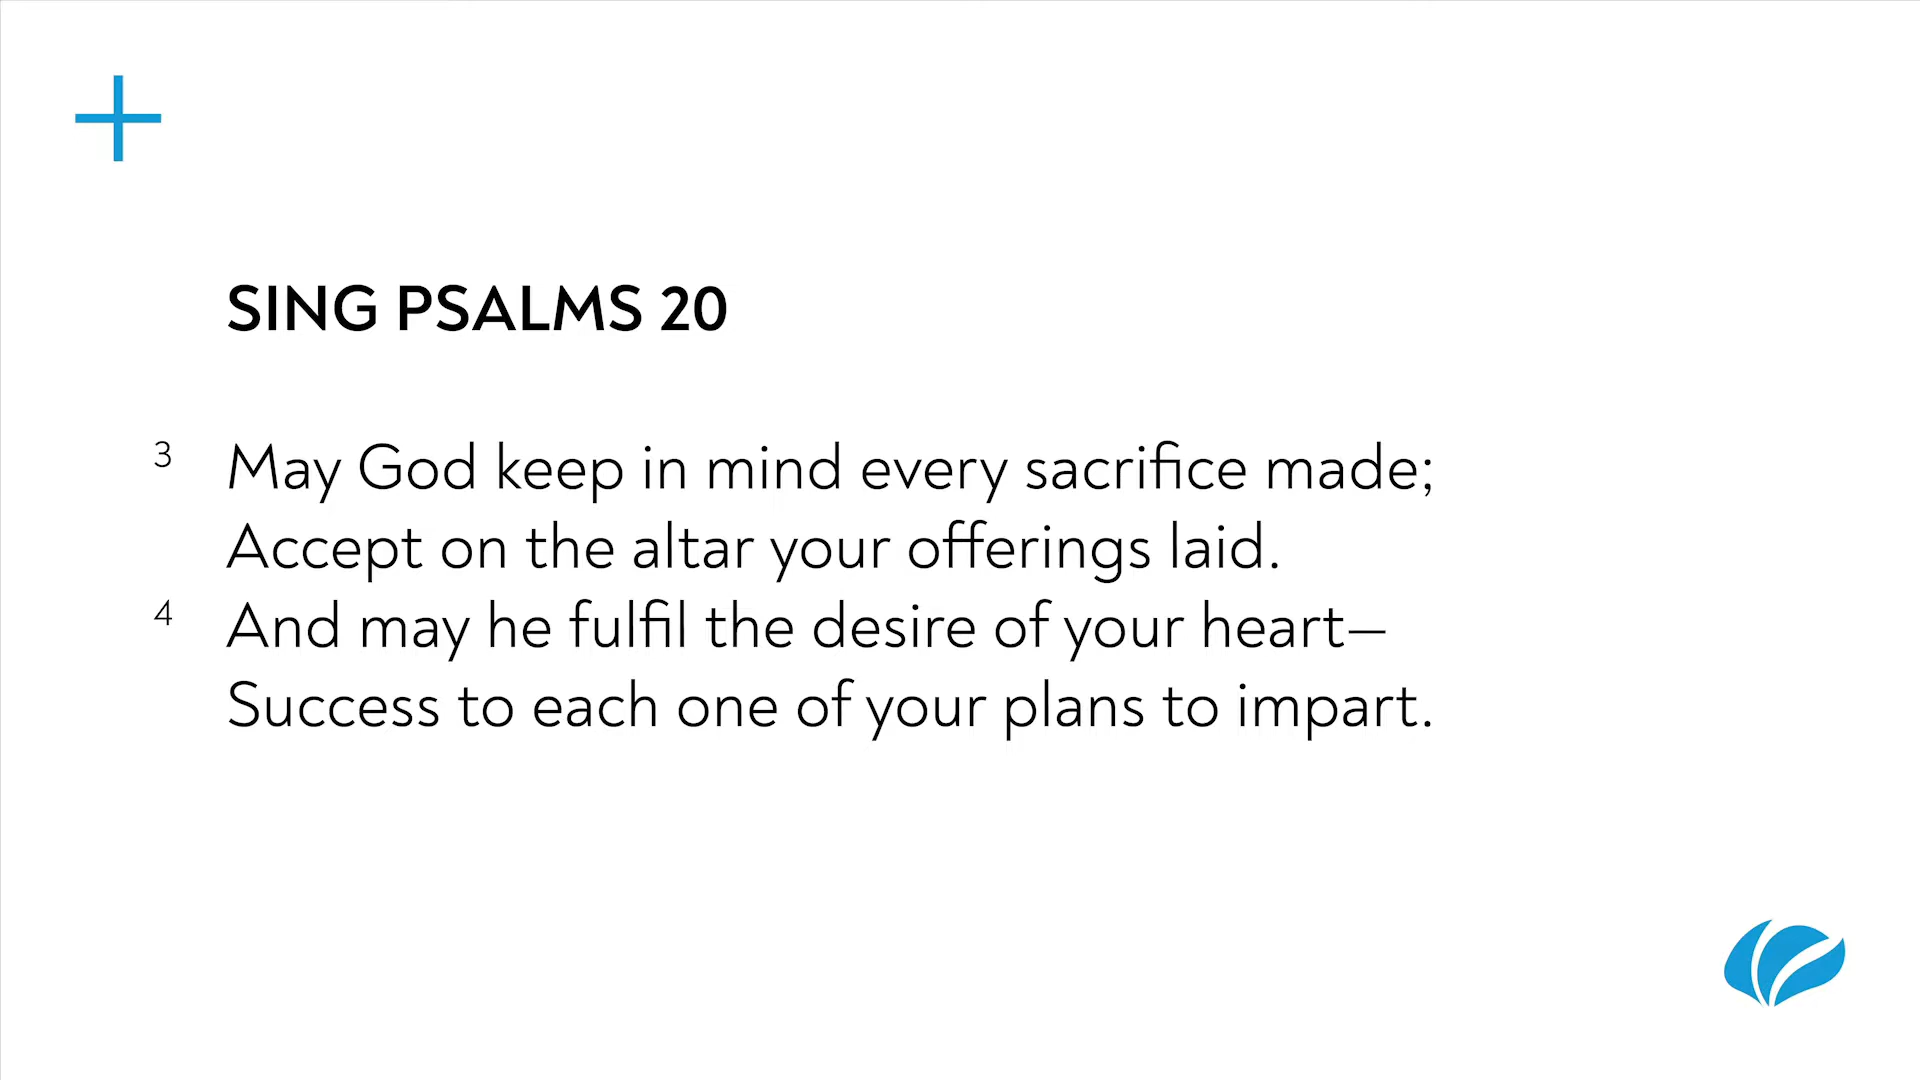 SING PSALMS 20
3 May God keep in mind every sacrifice made;
Accept on the altar your offerings laid.
4 And may he fulfil the desire of your heart—
Success to each one of your plans to impart.